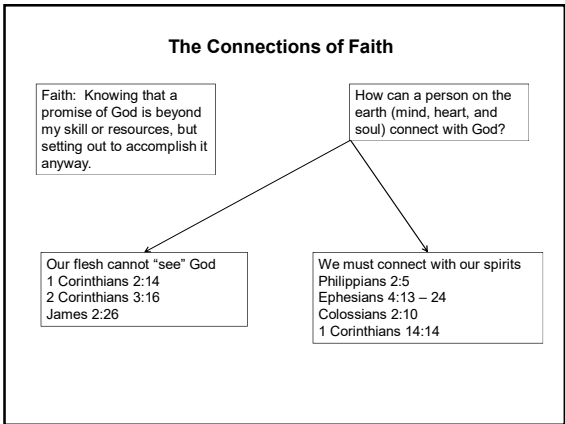 The Connections of Faith
Faith:  Knowing that a
promise of God is beyond
my skill or resources, but
setting out to accomplish it
anyway.
How can a person on the
earth (mind, heart, and
soul) connect with God?
Our flesh cannot “see” God
1 Corinthians 2:14
2 Corinthians 3:16
James 2:26
We must connect with our spirits
Philippians 2:5
Ephesians 4:13 – 24
Colossians 2:10
1 Corinthians 14:14